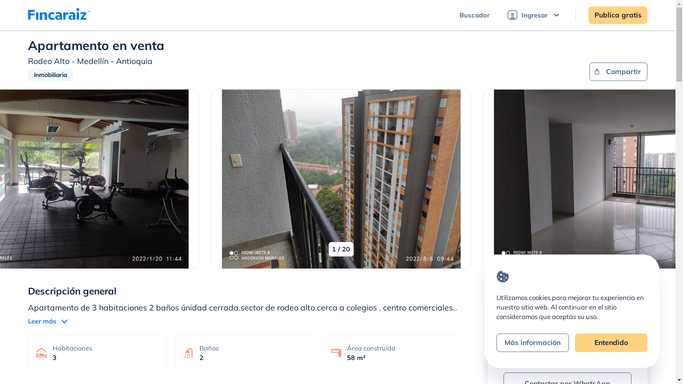 Fincaraiz
Buscador
Ingresar
Publica gratis
Apartamento en venta
Rodeo Alto - Medellín - Antioquia
Inmobiliaria
Compartir
2022/1/20 11:44
1 / 20
REDMI NOTE 8
2022/8/6 09:44
Descripción general
Apartamento de 3 habitaciones 2 baños únidad cerrada.sector de rodeo alto.cerca a colegios . centro comerciales...
Leer más
Habitaciones
3
Baños
2
Área construida
58 m²
Utilizamos cookies para mejorar tu experiencia en
nuestro sitio web. Al continuar en el sitio
consideramos que aceptas su uso.
Más información
Entendido
Contactar por WhatsApp